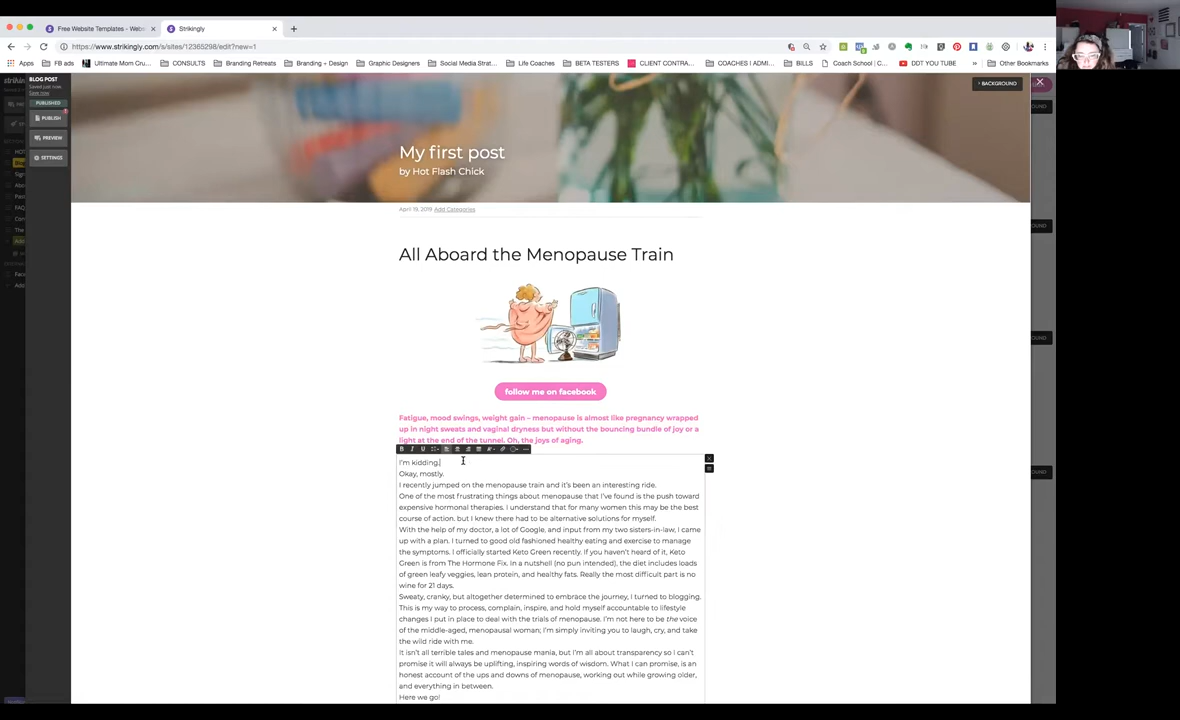 Free Website Templates - Webs
Strikingly
https://www.strikingly.com/s/sites/12365298/edit?new=1
Apps
FB ads
Ultimate Mom Cru...
CONSULTS
Branding Retreats
Branding + Design
Graphic Designers
Social Media Strat...
Life Coaches
BETA TESTERS
CLIENT CONTRA...
COACHES | ADMI...
BILLS
Coach School | C...
DDT YOU TUBE
»
Other Bookmarks
BLOG POST
Saved just now.
Save now.
PUBLISHED
PUBLISH
PREVIEW
SETTINGS
BACKGROUND
My first post
by Hot Flash Chick
April 19, 2019 Add Categories
All Aboard the Menopause Train
follow me on facebook
Fatigue, mood swings, weight gain – menopause is almost like pregnancy wrapped
up in night sweats and vaginal dryness but without the bouncing bundle of joy or a
light at the end of the tunnel. Oh, the joys of aging.
I'm kidding.
Okay, mostly.
I recently jumped on the menopause train and it's been an interesting ride.
One of the most frustrating things about menopause that I've found is the push toward
expensive hormonal therapies. I understand that for many women this may be the best
course of action, but I knew there had to be alternative solutions for myself.
With the help of my doctor, a lot of Google, and input from my two sisters-in-law, I came
up with a plan. I turned to good old fashioned healthy eating and exercise to manage
the symptoms. I officially started Keto Green recently. If you haven't heard of it, Keto
Green is from The Hormone Fix. In a nutshell (no pun intended), the diet includes loads
of green leafy veggies, lean protein, and healthy fats. Really the most difficult part is no
wine for 21 days.
Sweaty, cranky, but altogether determined to embrace the journey, I turned to blogging.
This is my way to process, complain, inspire, and hold myself accountable to lifestyle
changes I put in place to deal with the trials of menopause. I'm not here to be the voice
of the middle-aged, menopausal woman; I'm simply inviting you to laugh, cry, and take
the wild ride with me.
It isn't all terrible tales and menopause mania, but I'm all about transparency so I can't
promise it will always be uplifting, inspiring words of wisdom. What I can promise, is an
honest account of the ups and downs of menopause, working out while growing older,
and everything in between.
Here we go!